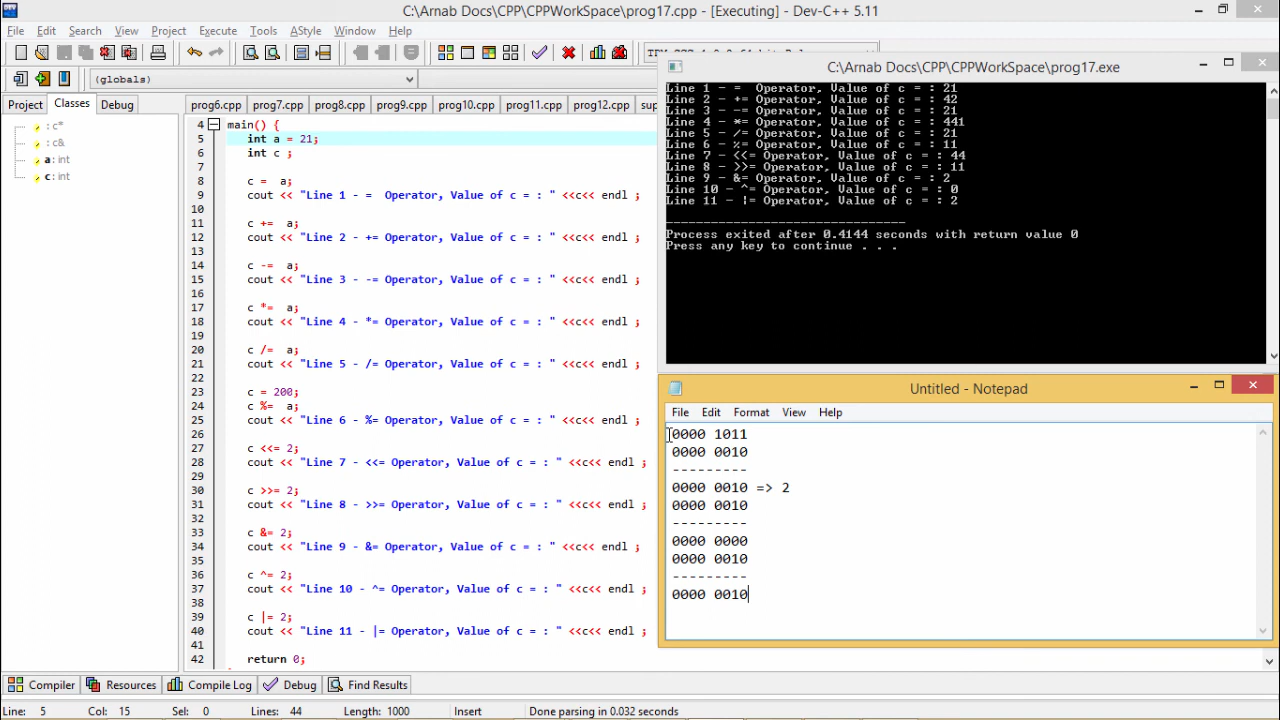 C:\Arnab Docs\CPP\CPPWorkSpace\prog17.cpp - [Executing] - Dev-C++ 5.11
File Edit Search View Project Execute Tools AStyle Window Help
(globals)
Project Classes Debug
prog6.cpp prog7.cpp prog8.cpp prog9.cpp prog10.cpp prog11.cpp prog12.cpp
: c*
: c&
a: int
c: int
4 main() {
5 int a = 21;
6 int c ;
7
8 c = a;
9 cout << "Line 1 - = Operator, Value of c = : " <<c<< endl ;
10
11 c += a;
12 cout << "Line 2 - += Operator, Value of c = : " <<c<< endl ;
13
14 c -= a;
15 cout << "Line 3 - -= Operator, Value of c = : " <<c<< endl ;
16
17 c *= a;
18 cout << "Line 4 - *= Operator, Value of c = : " <<c<< endl ;
19
20 c /= a;
21 cout << "Line 5 - /= Operator, Value of c = : " <<c<< endl ;
22
23 c = 200;
24 c %= a;
25 cout << "Line 6 - %= Operator, Value of c = : " <<c<< endl ;
26
27 c <<= 2;
28 cout << "Line 7 - <<= Operator, Value of c = : " <<c<< endl ;
29
30 c >>= 2;
31 cout << "Line 8 - >>= Operator, Value of c = : " <<c<< endl ;
32
33 c &= 2;
34 cout << "Line 9 - &= Operator, Value of c = : " <<c<< endl ;
35
36 c ^= 2;
37 cout << "Line 10 - ^= Operator, Value of c = : " <<c<< endl ;
38
39 c |= 2;
40 cout << "Line 11 - |= Operator, Value of c = : " <<c<< endl ;
41
42 return 0;
C:\Arnab Docs\CPP\CPPWorkSpace\prog17.exe
Line 1 - = Operator, Value of c = : 21
Line 2 - += Operator, Value of c = : 42
Line 3 - -= Operator, Value of c = : 21
Line 4 - *= Operator, Value of c = : 441
Line 5 - /= Operator, Value of c = : 21
Line 6 - %= Operator, Value of c = : 11
Line 7 - <<= Operator, Value of c = : 44
Line 8 - >>= Operator, Value of c = : 11
Line 9 - &= Operator, Value of c = : 2
Line 10 - ^= Operator, Value of c = : 0
Line 11 - |= Operator, Value of c = : 2
--------------------------------
Process exited after 0.4144 seconds with return value 0
Press any key to continue . . .
Untitled - Notepad
File Edit Format View Help
0000 1011
0000 0010
---------
0000 0010 => 2
0000 0010
---------
0000 0000
0000 0010
---------
0000 0010
Compiler Resources Compile Log Debug Find Results
Line: 5 Col: 15 Sel: 0 Lines: 44 Length: 1000 Insert Done parsing in 0.032 seconds